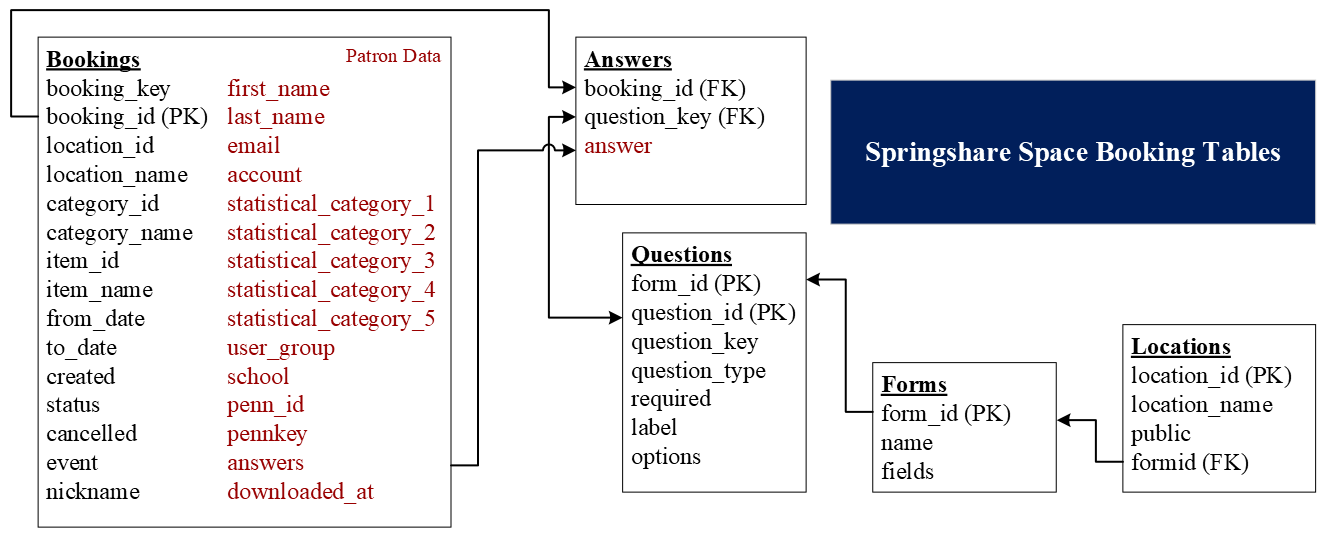 Bookings Patron Data
booking_key first_name
booking_id (PK) last_name
location_id email
location_name account
category_id statistical_category_1
category_name statistical_category_2
item_id statistical_category_3
item_name statistical_category_4
from_date statistical_category_5
to_date user_group
created school
status penn_id
cancelled pennkey
event answers
nickname downloaded_at
Answers
booking_id (FK)
question_key (FK)
answer
Springshare Space Booking Tables
Questions
form_id (PK)
question_id (PK)
question_key
question_type
required
label
options
Forms
form_id (PK)
name
fields
Locations
location_id (PK)
location_name
public
formid (FK)